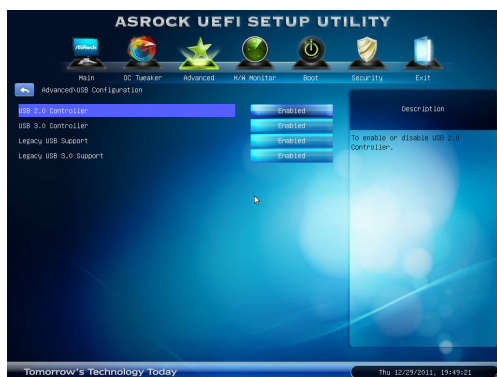 ASROCK UEFI SETUP UTILITY
ASRock
Main OC Tweaker Advanced H/W Monitor Boot Security Exit
Advanced\USB Configuration
USB 2.0 Controller Enabled
USB 3.0 Controller Enabled
Legacy USB Support Enabled
Legacy USB 3.0 Support Enabled
Description
To enable or disable USB 2.0
Controller.
Tomorrow's Technology Today
Thu 12/29/2011, 19:49:21